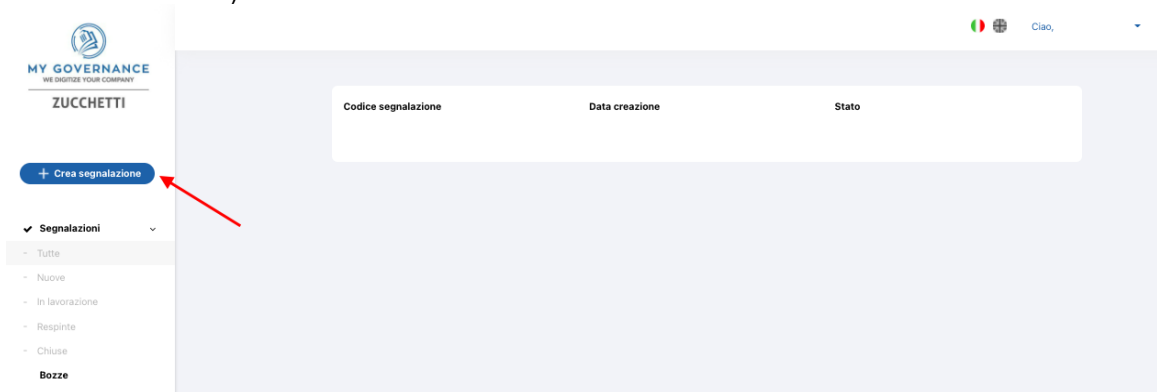 Ciao,
MY GOVERNANCE
WE DIGITIZE YOUR COMPANY
ZUCCHETTI
Codice segnalazione Data creazione Stato
+ Crea segnalazione
Segnalazioni
- Tutte
- Nuove
- In lavorazione
- Respinte
- Chiuse
Bozze